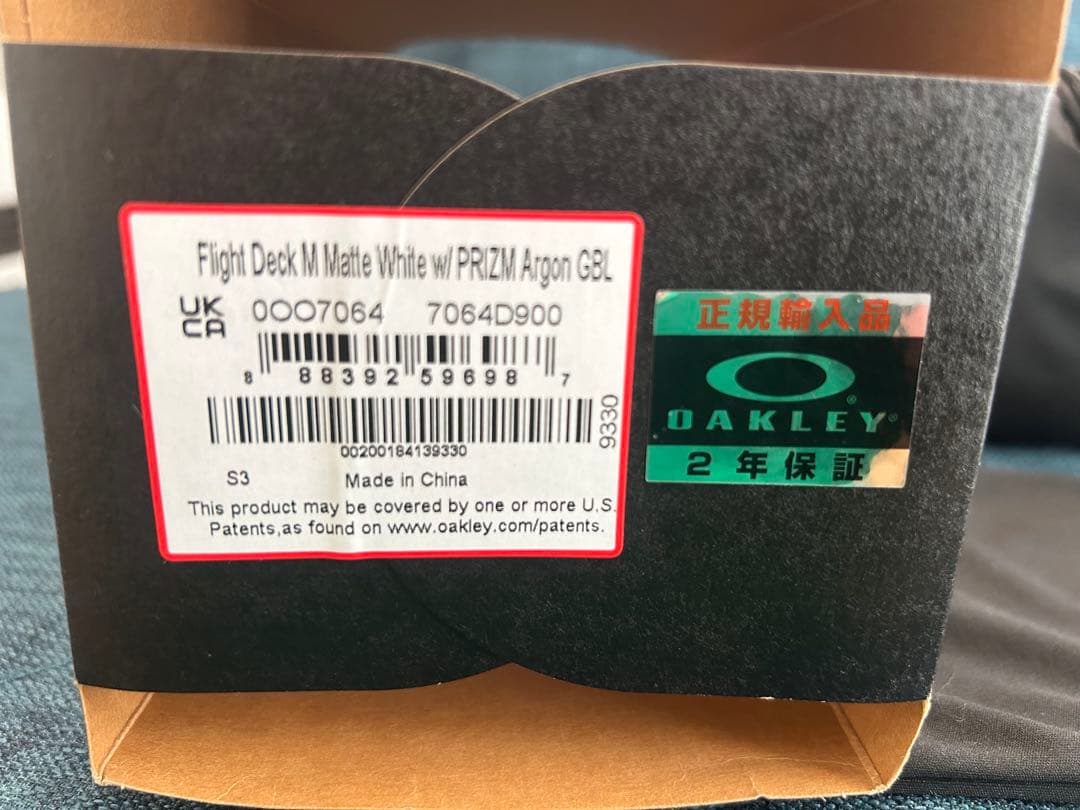 Flight Deck M Matte White w/ PRIZM Argon GBL
UK
CA
0OO7064 7064D900
8 88392 59698 7
00200184139330
9330
S3 Made in China
This product may be covered by one or more U.S.
Patents,as found on www.oakley.com/patents.
正規輸入品
OAKLEY®
2年保証